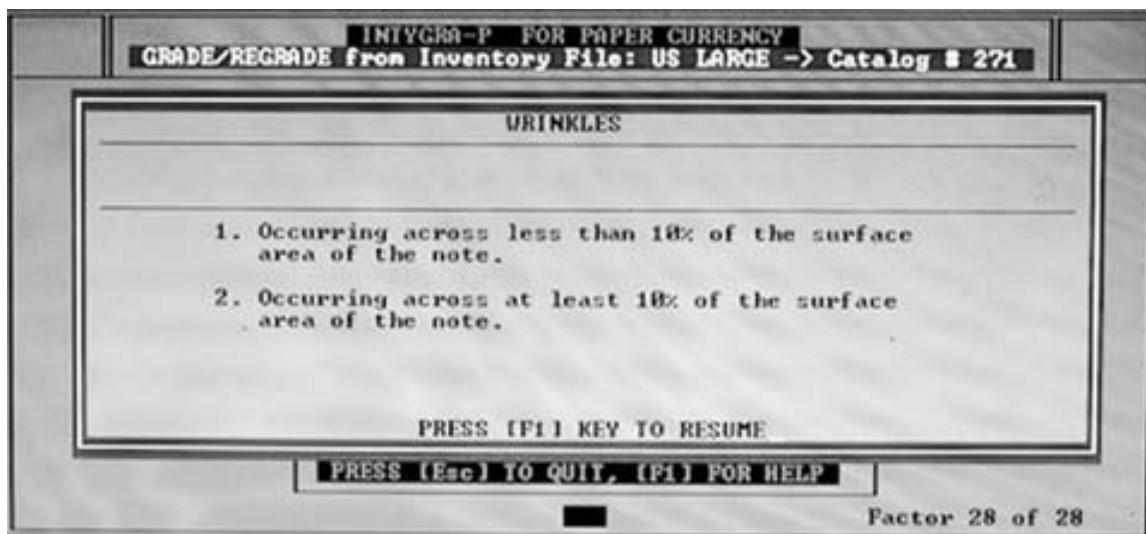 INTYGRA-P FOR PAPER CURRENCY
GRADE/REGRADE from Inventory File: US LARGE -> Catalog # 271
WRINKLES
1. Occurring across less than 10% of the surface
area of the note.
2. Occurring across at least 10% of the surface
area of the note.
PRESS [F1] KEY TO RESUME
PRESS [Esc] TO QUIT, [F1] FOR HELP
Factor 28 of 28